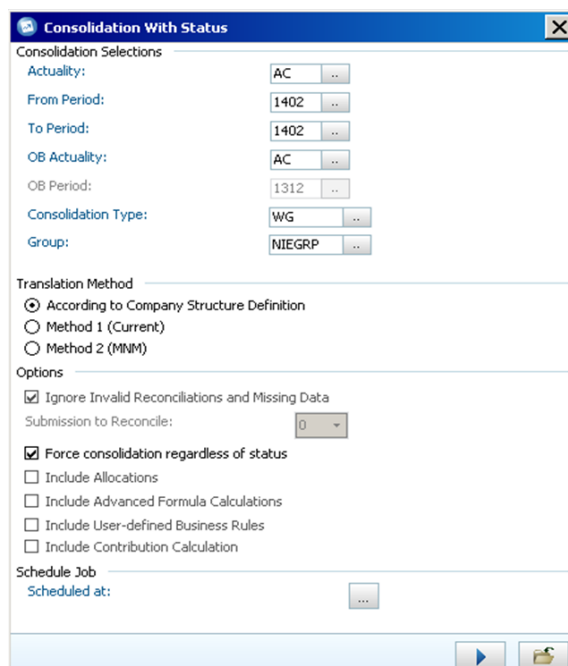 Consolidation With Status
Consolidation Selections
Actuality: AC ..
From Period: 1402 ..
To Period: 1402 ..
OB Actuality: AC ..
OB Period: 1312 ..
Consolidation Type: WG ..
Group: NIEGRP ..
Translation Method
According to Company Structure Definition
Method 1 (Current)
Method 2 (MNM)
Options
Ignore Invalid Reconciliations and Missing Data
Submission to Reconcile: 0
Force consolidation regardless of status
Include Allocations
Include Advanced Formula Calculations
Include User-defined Business Rules
Include Contribution Calculation
Schedule Job
Scheduled at: ...